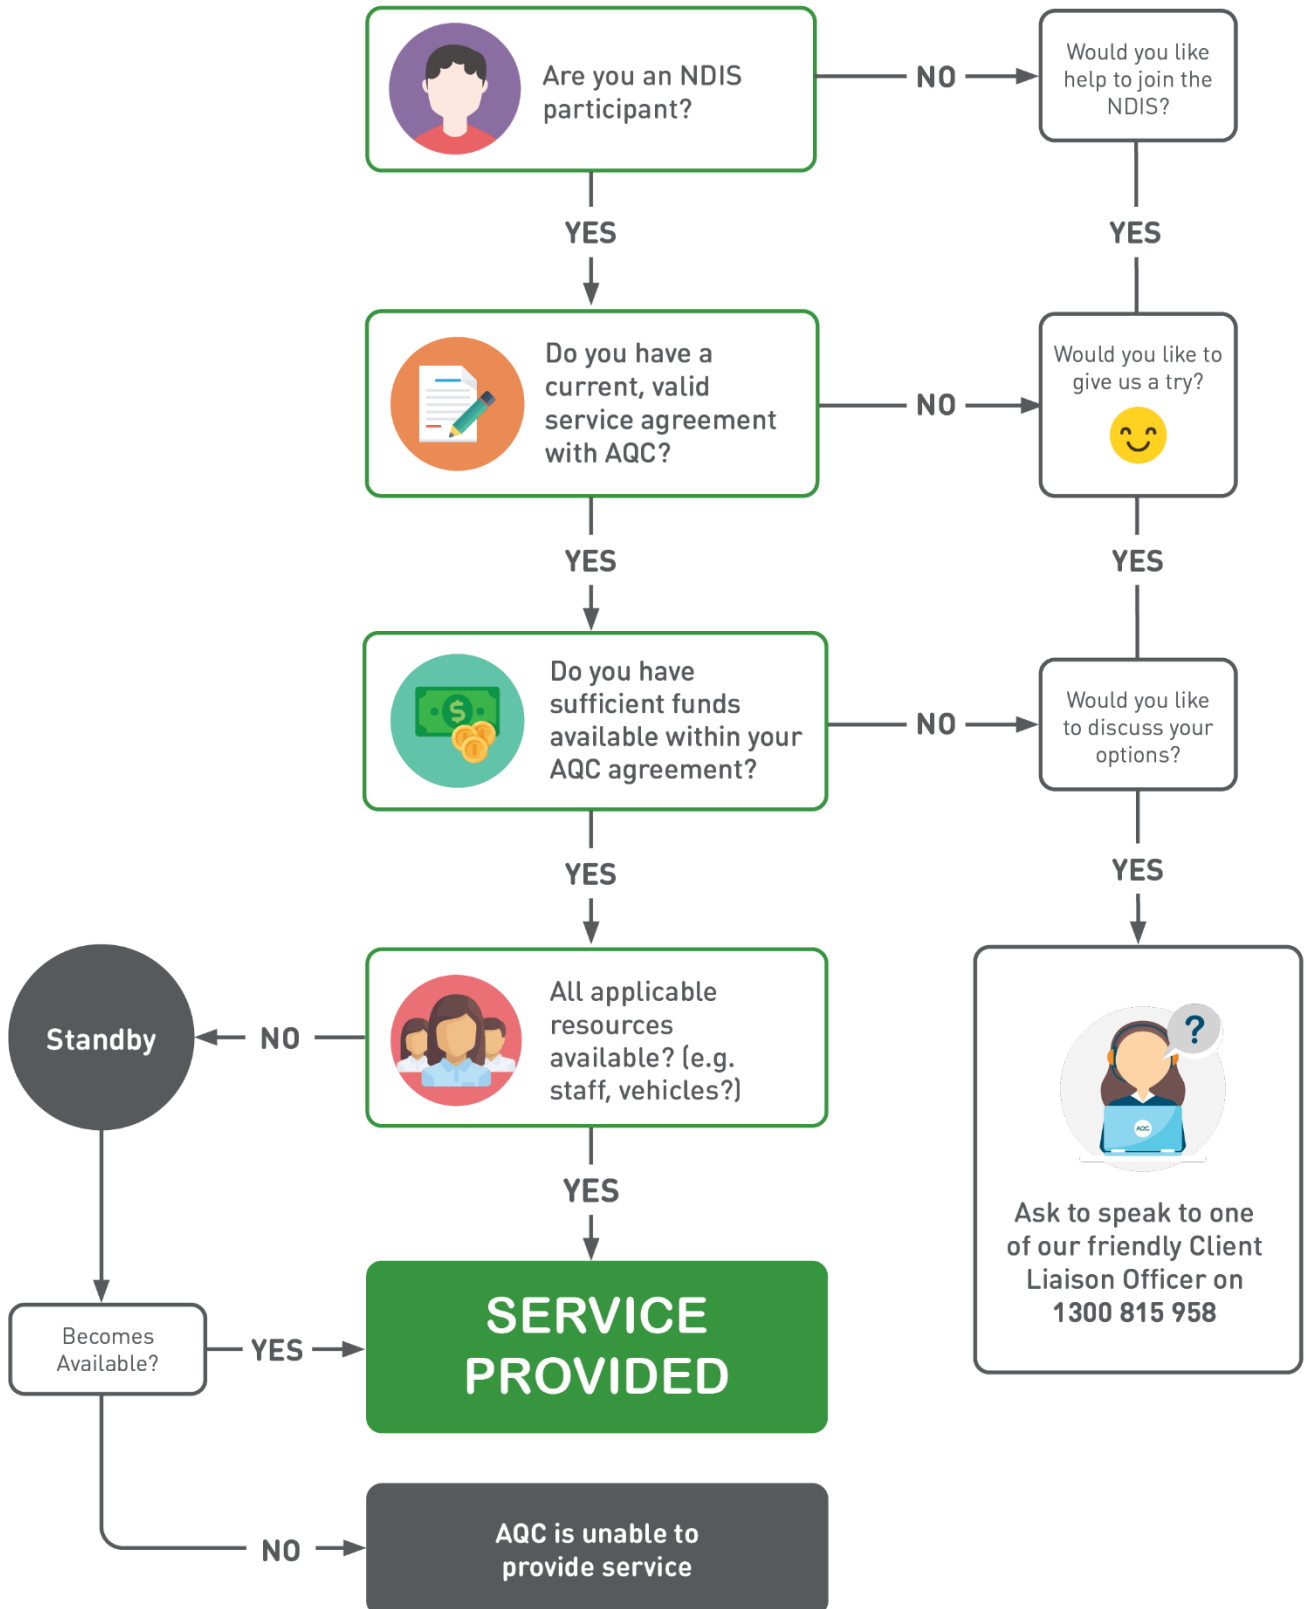 Are you an NDIS
participant?
NO
Would you like
help to join the
NDIS?
YES
YES
Do you have a
current, valid
service agreement
with AQC?
NO
Would you like to
give us a try?
YES
YES
Do you have
sufficient funds
available within your
AQC agreement?
NO
Would you like
to discuss your
options?
YES
YES
All applicable
resources
available? (e.g.
staff, vehicles?)
NO
Standby
YES
?
AQC
Ask to speak to one
of our friendly Client
Liaison Officer on
1300 815 958
Becomes
Available?
YES
SERVICE
PROVIDED
NO
AQC is unable to
provide service